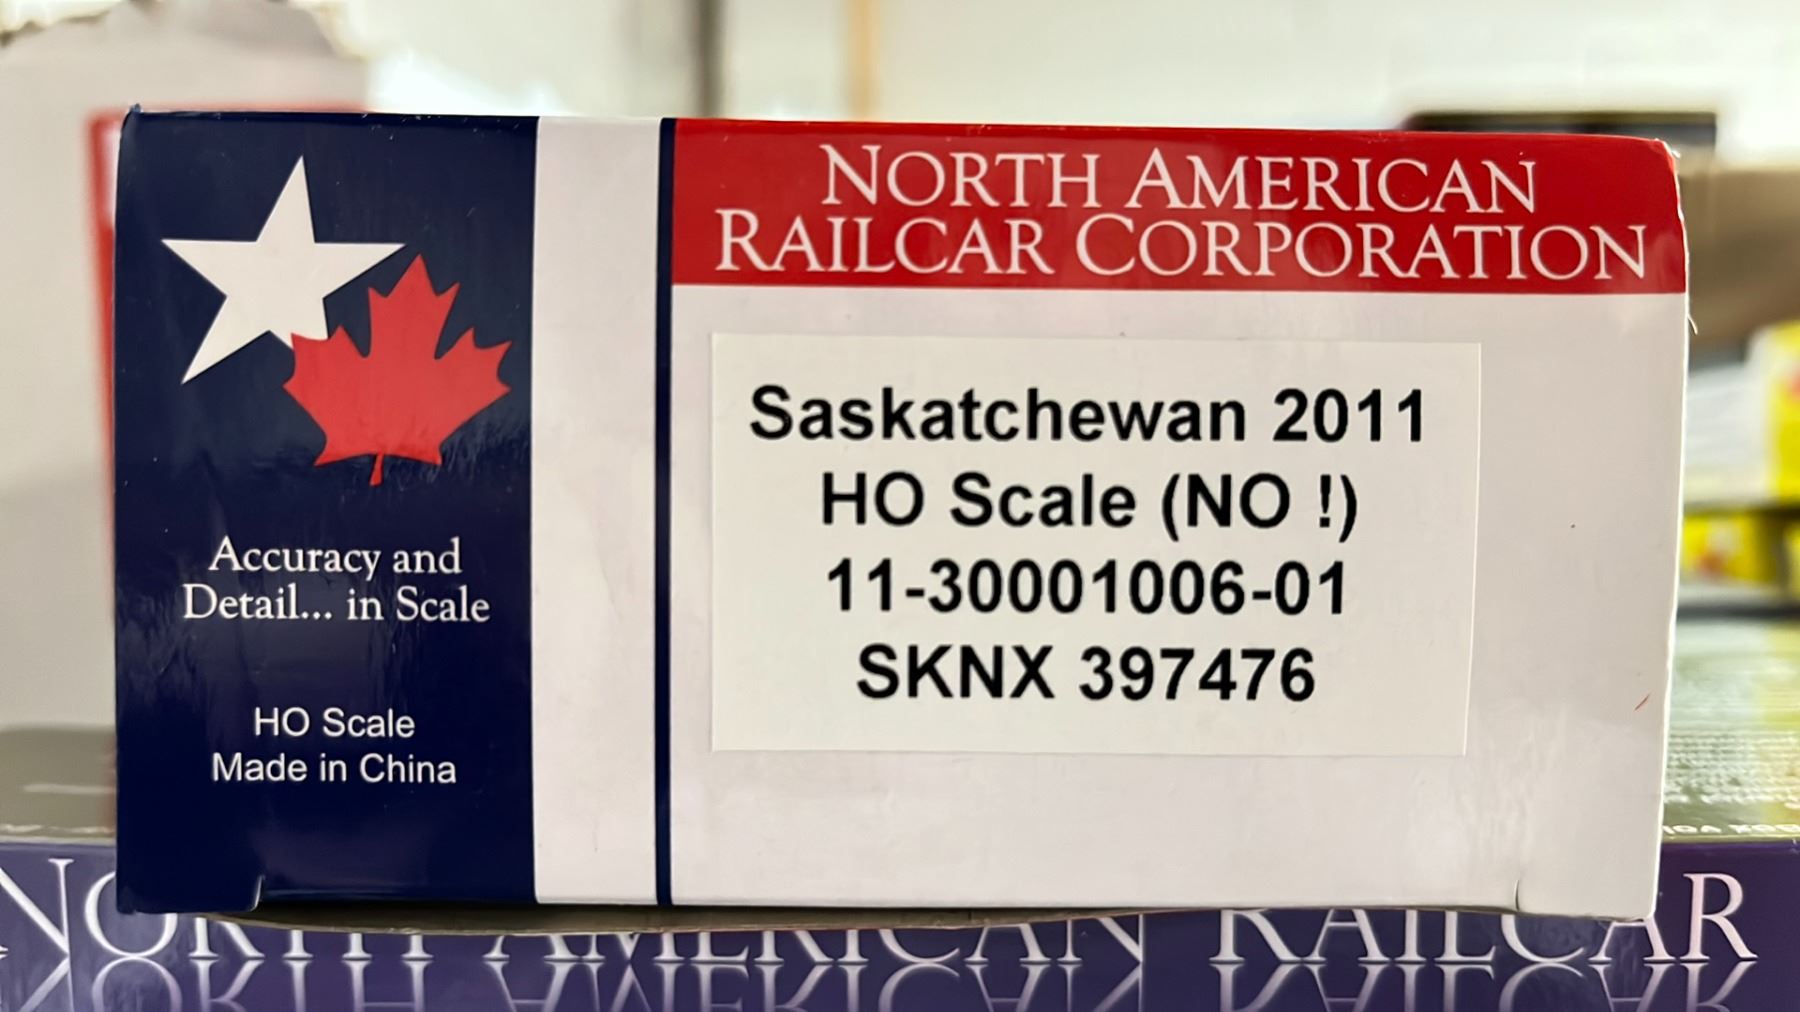 NORTH AMERICAN
RAILCAR CORPORATION
Saskatchewan 2011
HO Scale (NO !)
11-30001006-01
SKNX 397476
Accuracy and
Detail... in Scale
HO Scale
Made in China
NORTH AMERICAN RAILCAR